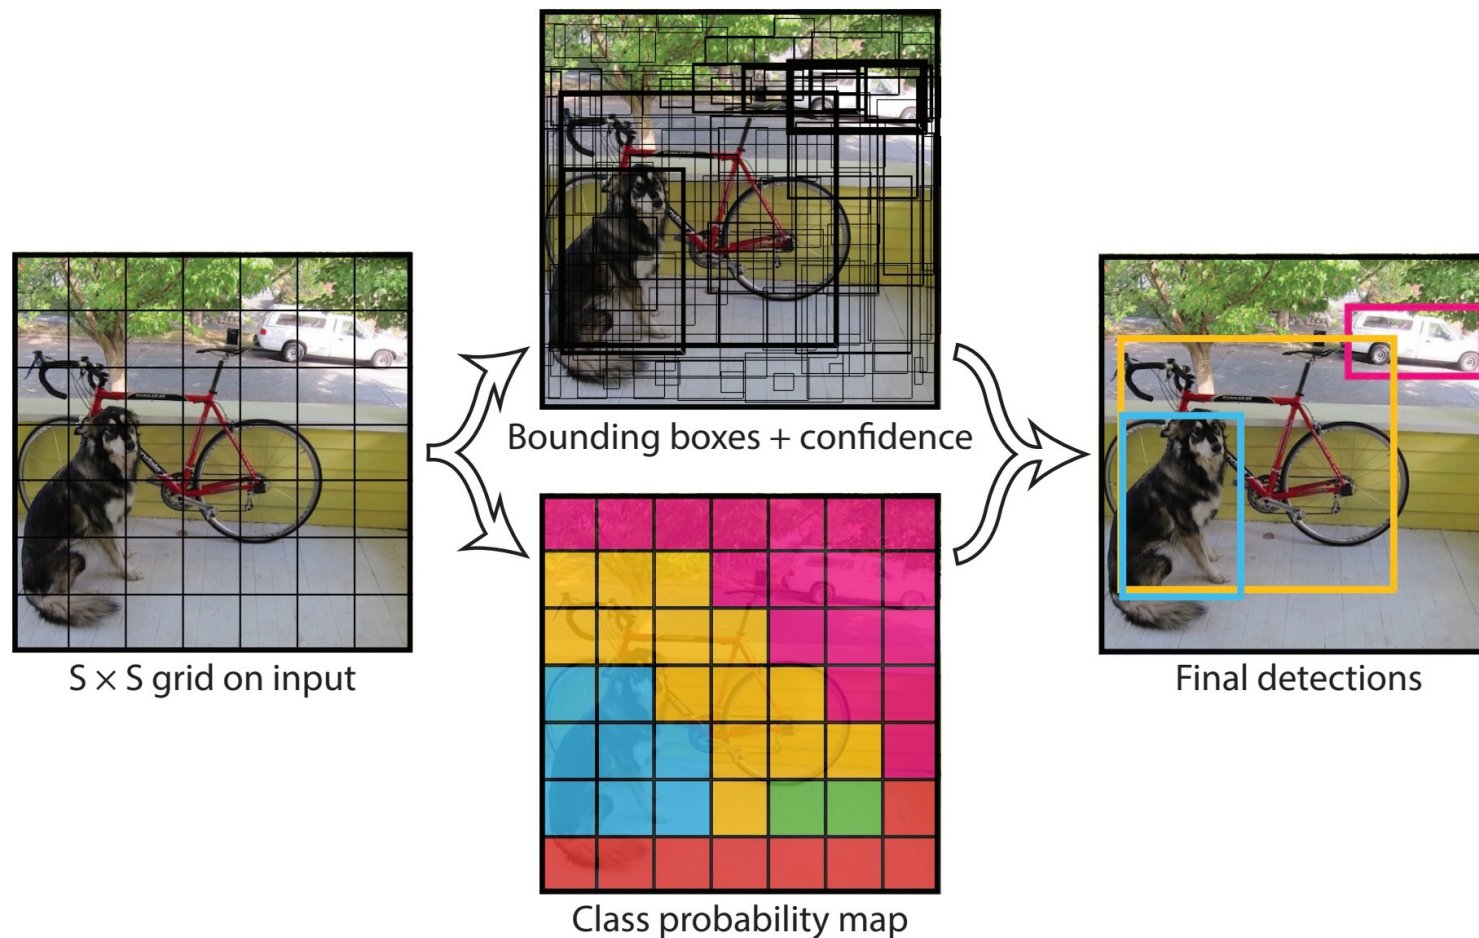 S × S grid on input
Bounding boxes + confidence
Class probability map
Final detections